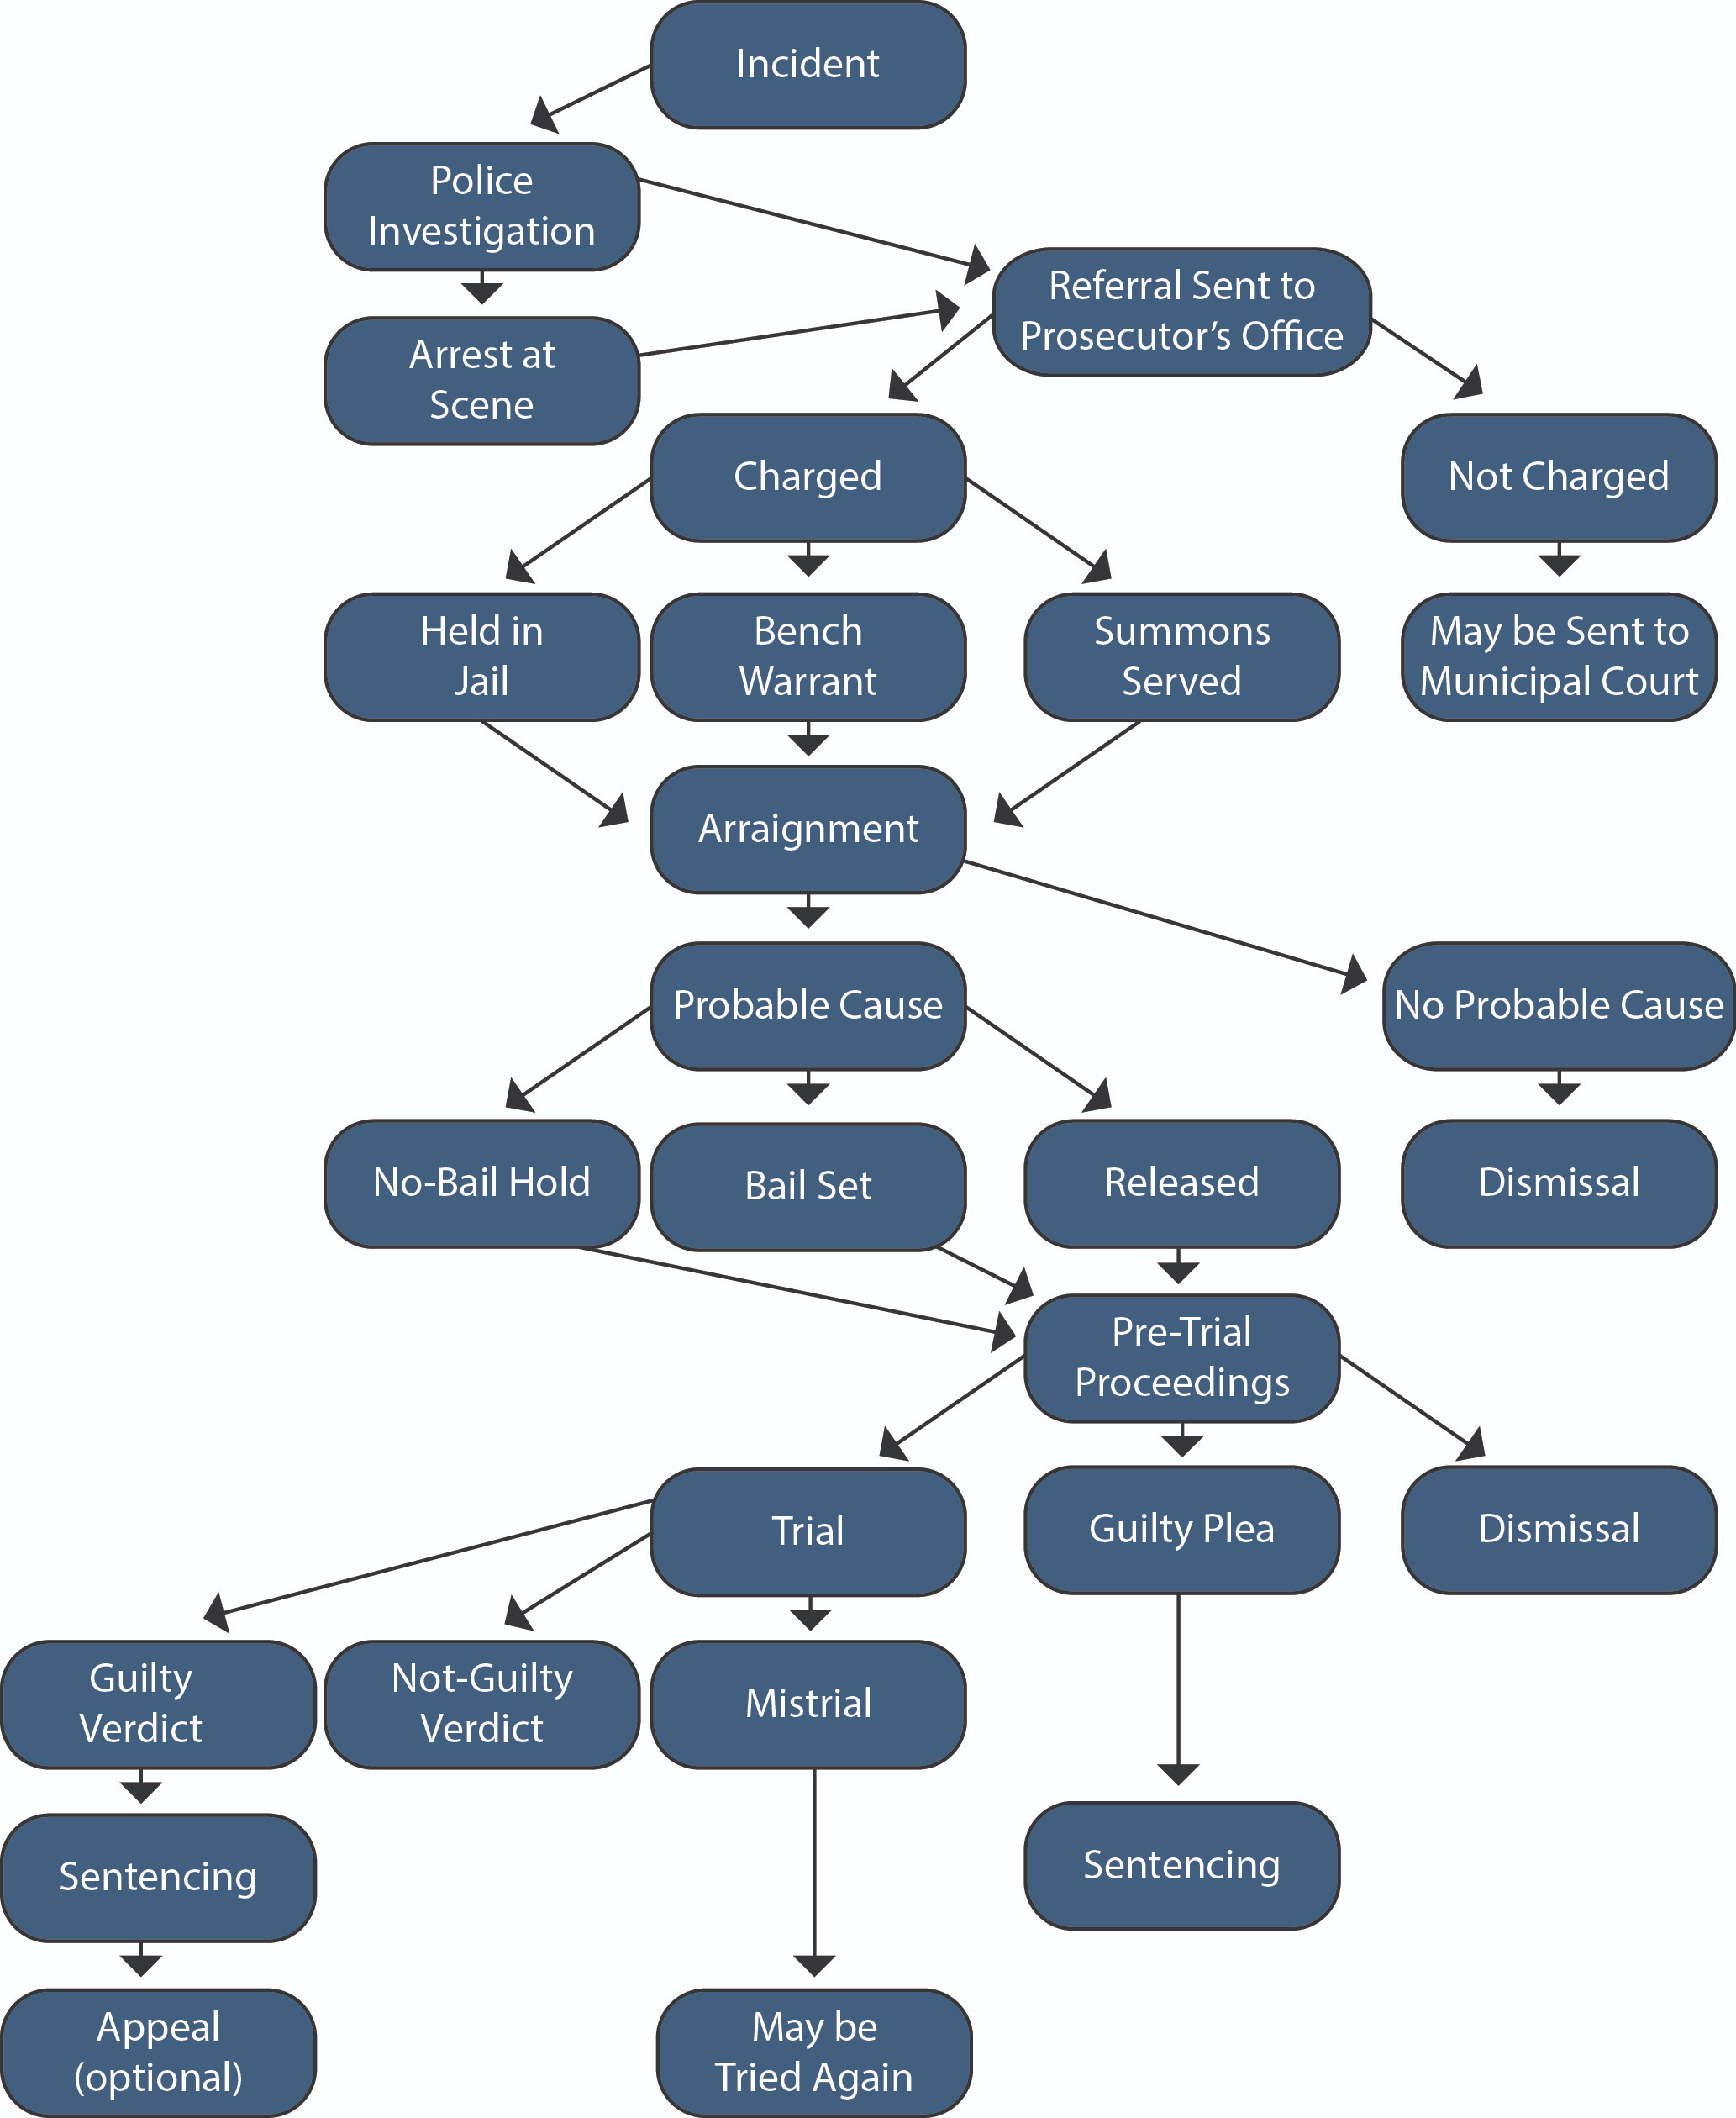 Incident
Police
Investigation
Referral Sent to
Prosecutor’s Office
Arrest at
Scene
Charged
Not Charged
Held in
Jail
Bench
Warrant
Summons
Served
May be Sent to
Municipal Court
Arraignment
Probable Cause
No Probable Cause
No-Bail Hold
Bail Set
Released
Dismissal
Pre-Trial
Proceedings
Trial
Guilty Plea
Dismissal
Guilty
Verdict
Not-Guilty
Verdict
Mistrial
Sentencing
Sentencing
Appeal
(optional)
May be
Tried Again